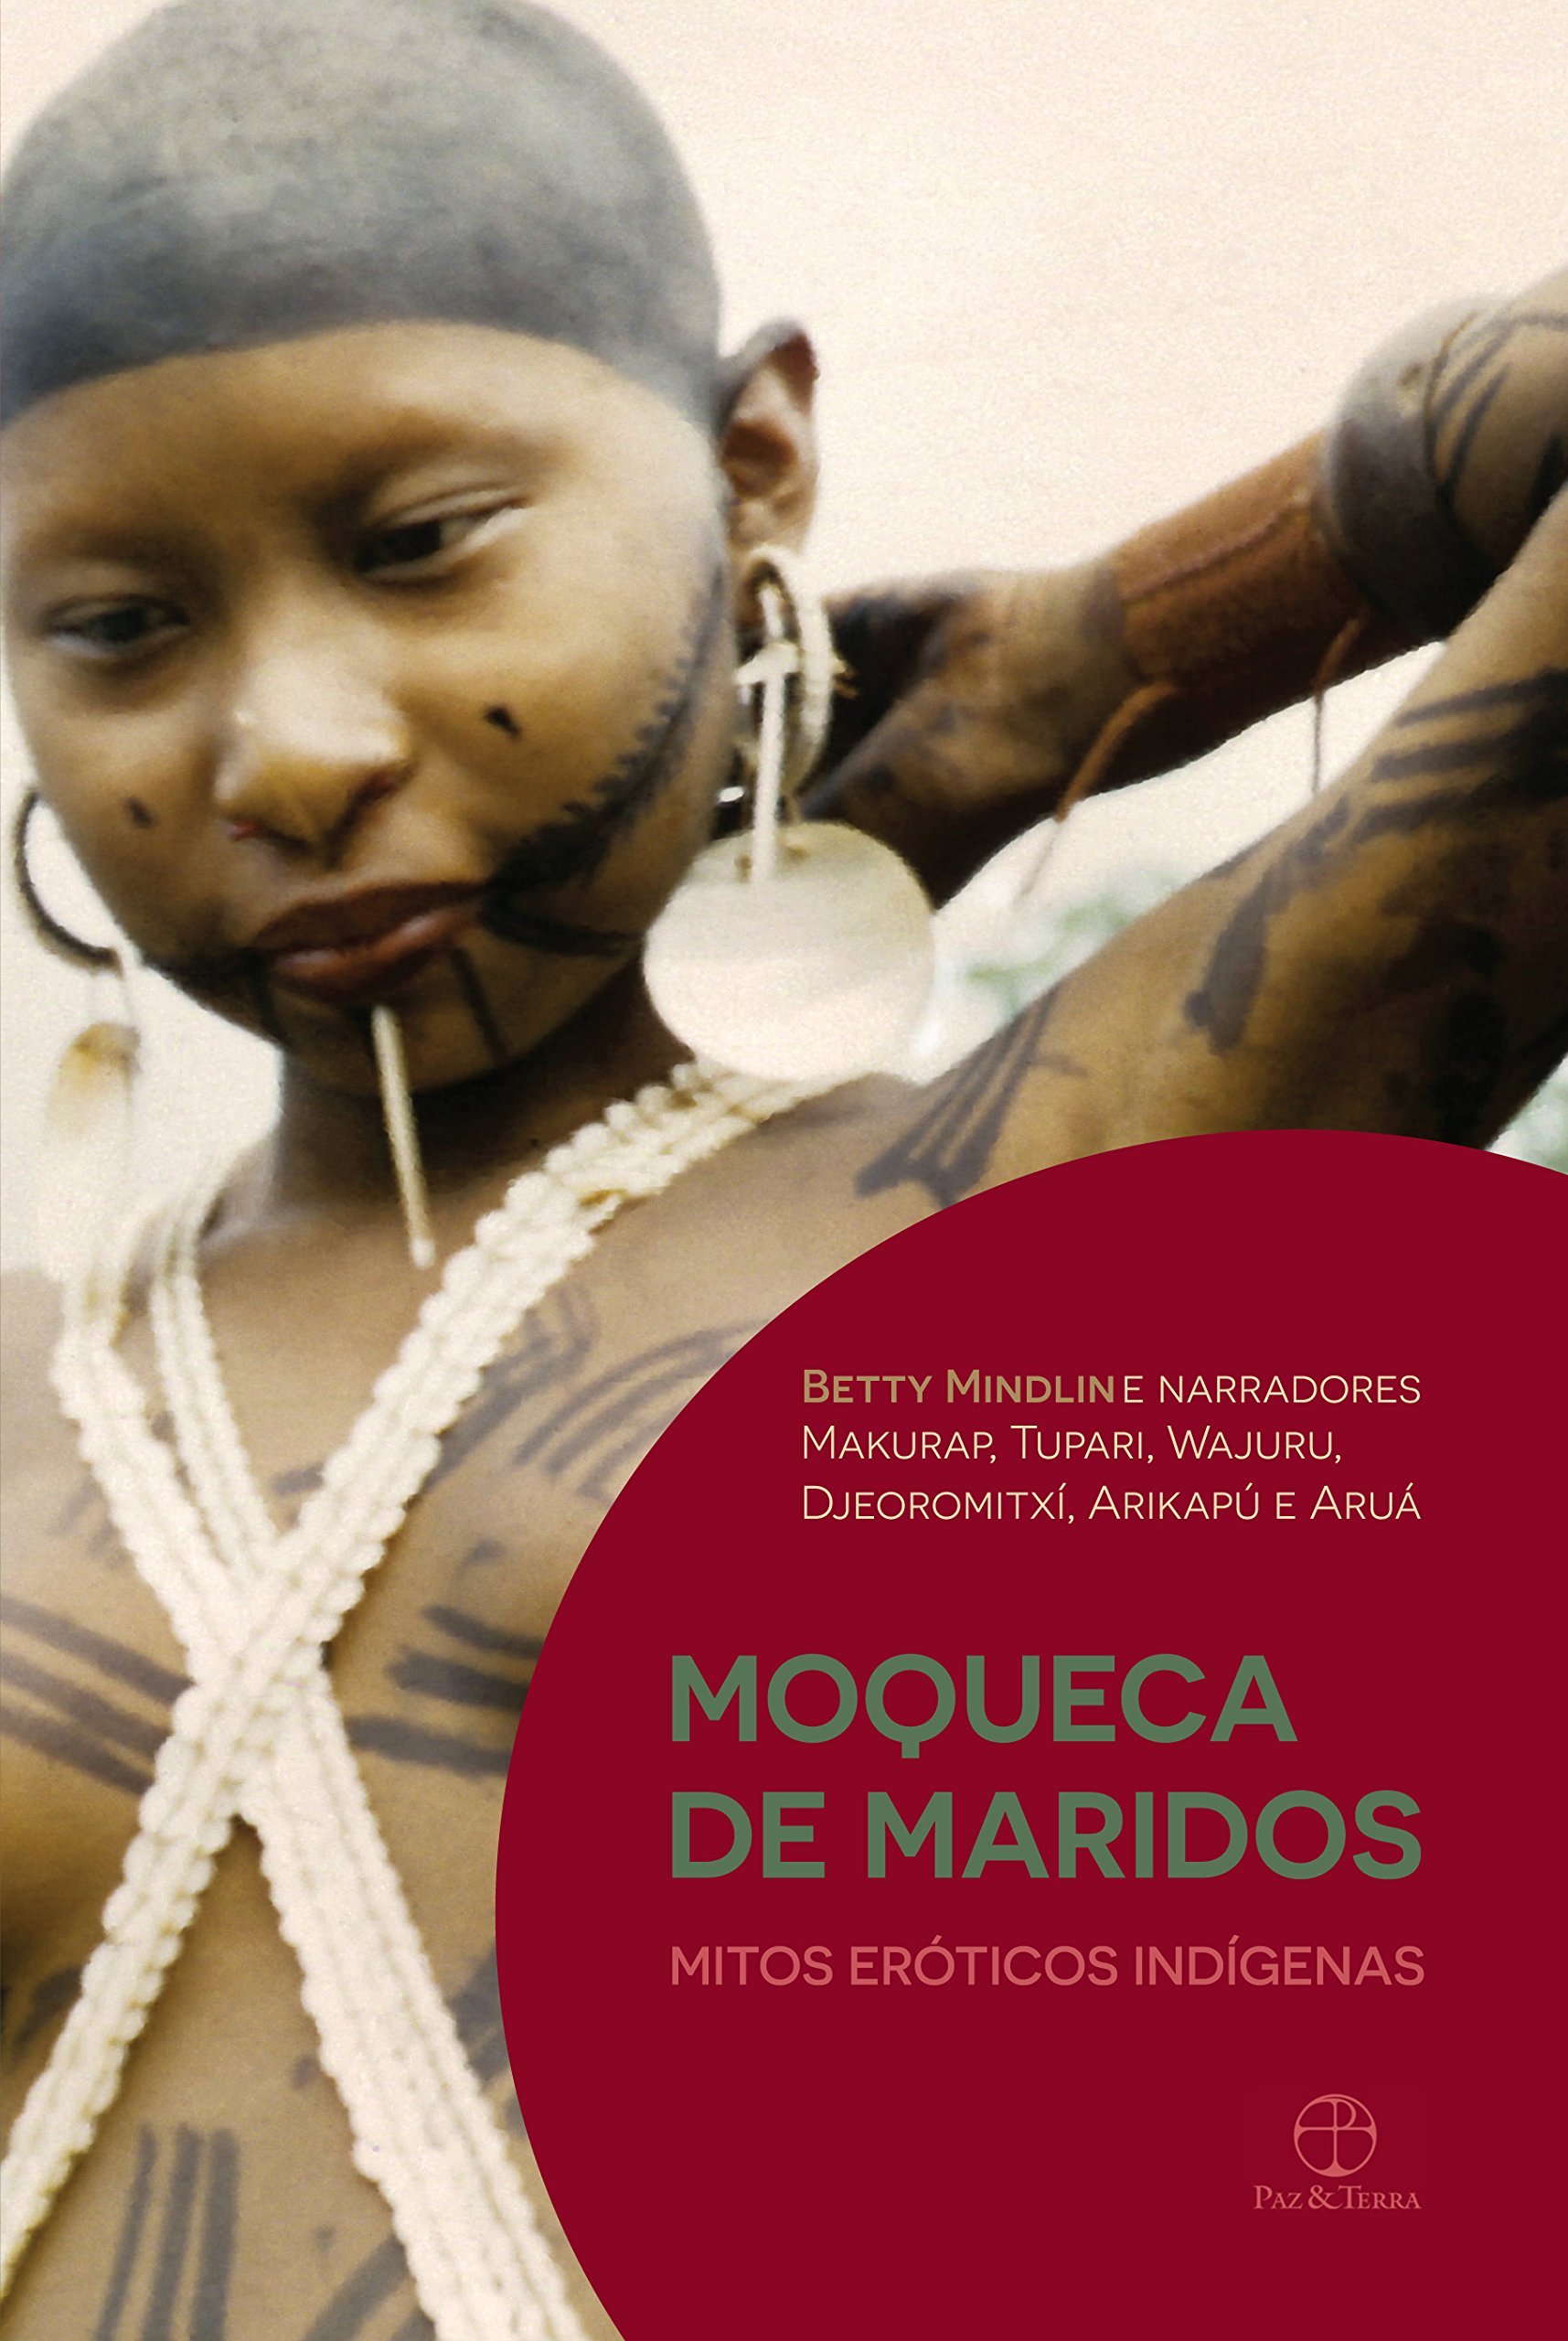 BETTY MINDLIN E NARRADORES
MAKURAP, TUPARI, WAJURU,
DJEOROMITXÍ, ARIKAPÚ E ARUÁ
MOQUECA
DE MARIDOS
MITOS ERÓTICOS INDÍGENAS
PAZ & TERRA